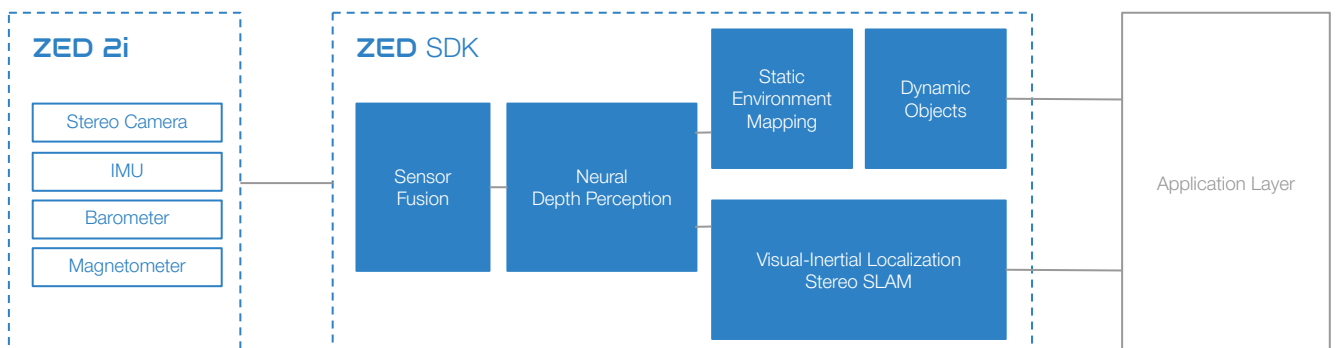 ZED 2i
Stereo Camera
IMU
Barometer
Magnetometer
ZED SDK
Sensor
Fusion
Neural
Depth Perception
Static
Environment
Mapping
Dynamic
Objects
Visual-Inertial Localization
Stereo SLAM
Application Layer